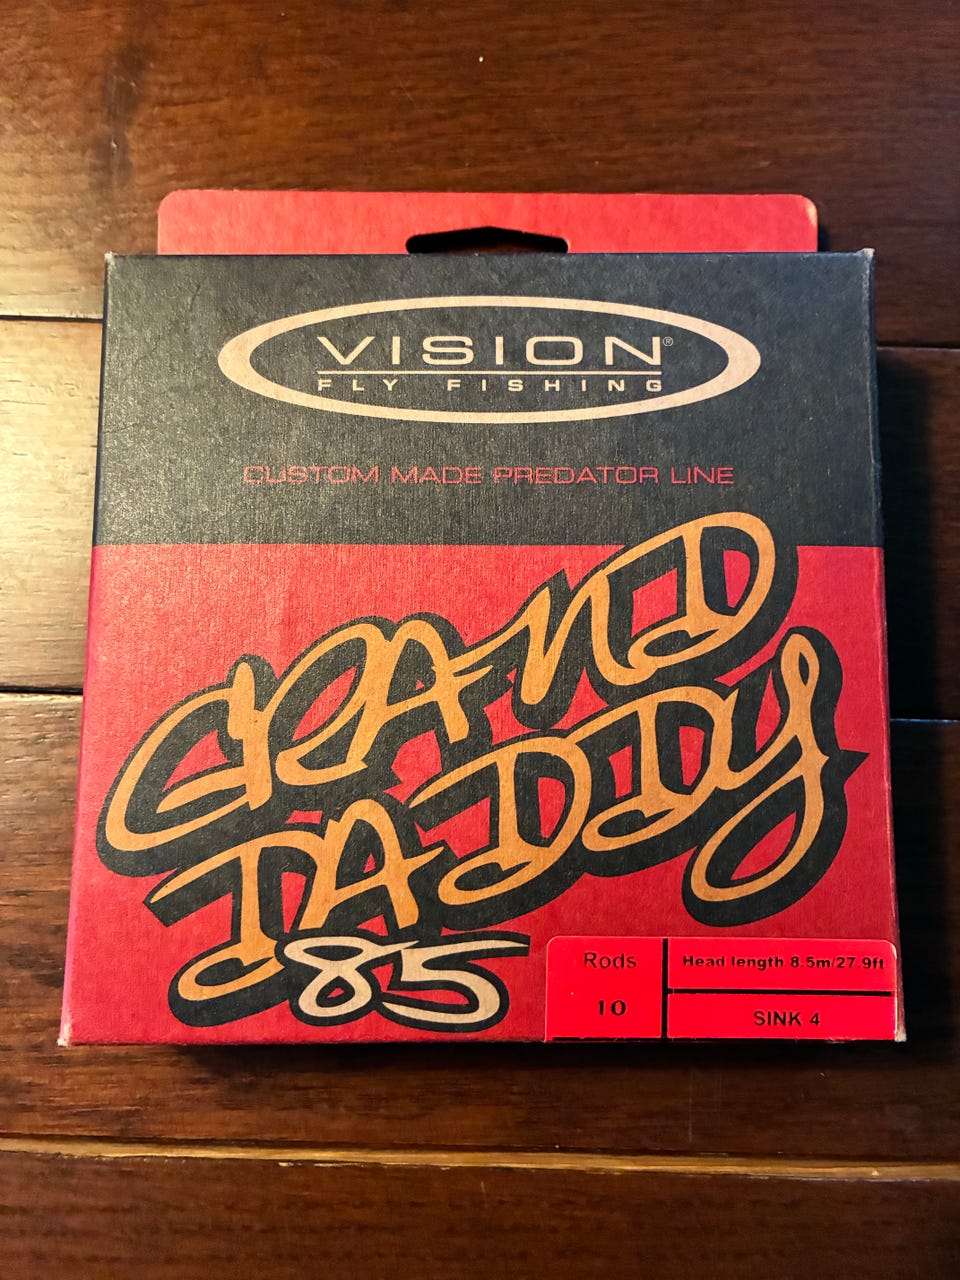 VISION®
FLY FISHING
CUSTOM MADE PREDATOR LINE
GRAND
DADDY
85
Rods
10
Head length 8.5m/27.9ft
SINK 4